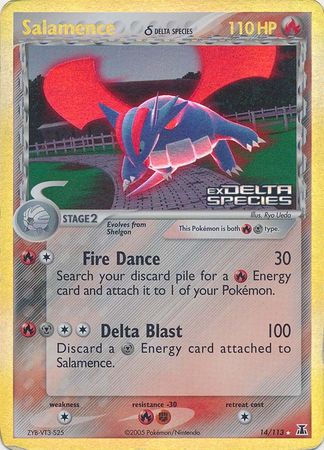 Salamence δ DELTA SPECIES 110 HP
EX DELTA
SPECIES
Illus. Ryo Ueda
STAGE 2
Evolves from
Shelgon
This Pokémon is both type.
Fire Dance 30
Search your discard pile for a Energy
card and attach it to 1 of your Pokémon.
Delta Blast 100
Discard a Energy card attached to
Salamence.
weakness resistance -30 retreat cost
ZYB-VT3-S25 ©2005 Pokémon/Nintendo 14/113 ★